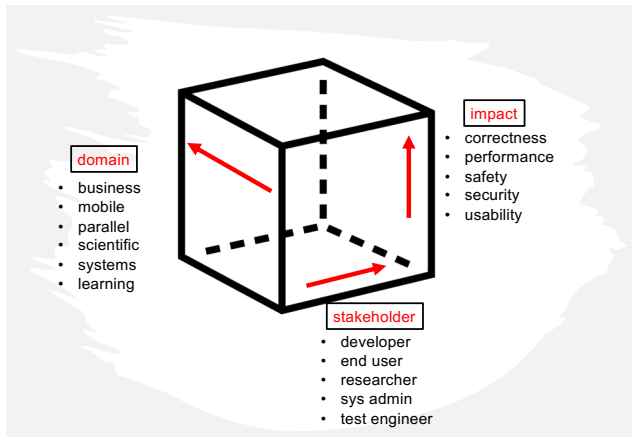 domain
• business
• mobile
• parallel
• scientific
• systems
• learning
impact
• correctness
• performance
• safety
• security
• usability
stakeholder
• developer
• end user
• researcher
• sys admin
• test engineer